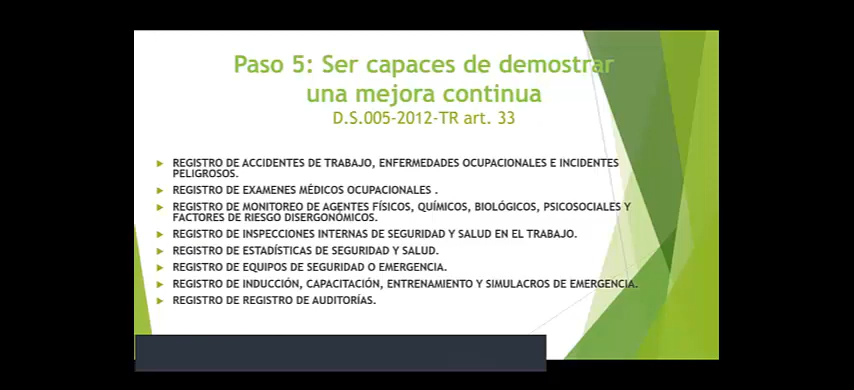 Paso 5: Ser capaces de demostrar
una mejora continua
D.S.005-2012-TR art. 33
REGISTRO DE ACCIDENTES DE TRABAJO, ENFERMEDADES OCUPACIONALES E INCIDENTES
PELIGROSOS.
REGISTRO DE EXAMENES MÉDICOS OCUPACIONALES .
REGISTRO DE MONITOREO DE AGENTES FÍSICOS, QUÍMICOS, BIOLÓGICOS, PSICOSOCIALES Y
FACTORES DE RIESGO DISERGONÓMICOS.
REGISTRO DE INSPECCIONES INTERNAS DE SEGURIDAD Y SALUD EN EL TRABAJO.
REGISTRO DE ESTADÍSTICAS DE SEGURIDAD Y SALUD.
REGISTRO DE EQUIPOS DE SEGURIDAD O EMERGENCIA.
REGISTRO DE INDUCCIÓN, CAPACITACIÓN, ENTRENAMIENTO Y SIMULACROS DE EMERGENCIA.
REGISTRO DE REGISTRO DE AUDITORÍAS.